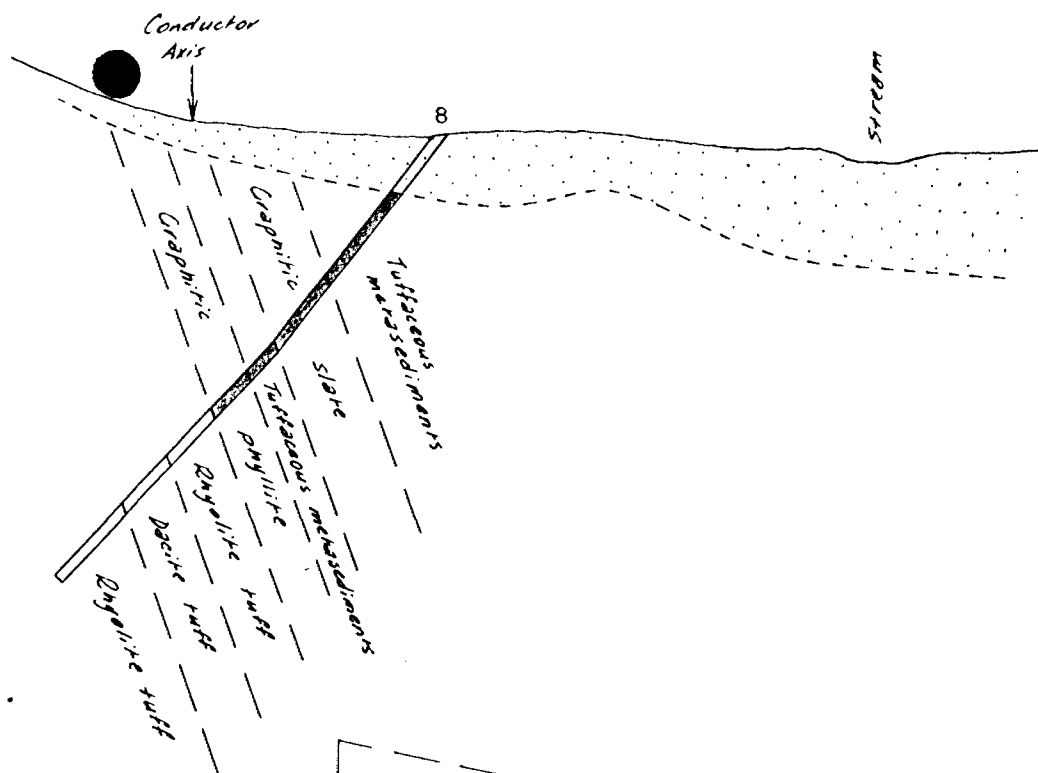 Conductor
Axis
8
Stream
Graphitic
Graphitic
Tuffaceous
metasediments
slate
Tuffaceous metasediments
phyllite
Rhyolite tuff
Dacite tuff
Rhyolite tuff